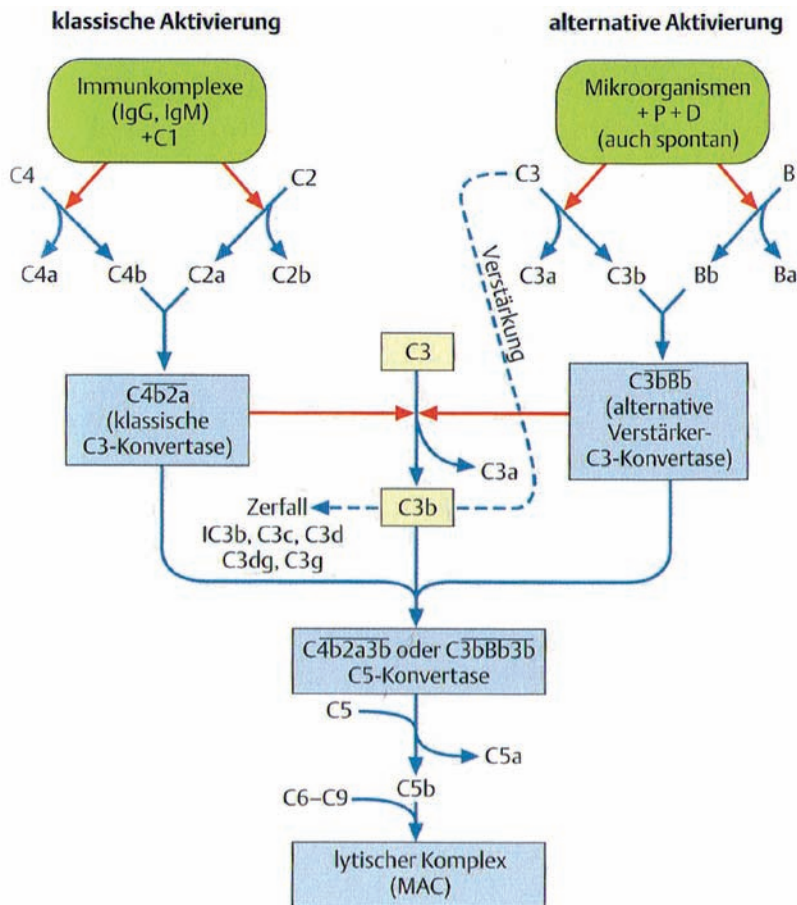 klassische Aktivierung
alternative Aktivierung
Immunkomplexe
(IgG, IgM)
+C1
Mikroorganismen
+ P + D
(auch spontan)
C4
C2
C3
B
C4a
C4b
C2a
C2b
C3a
C3b
Bb
Ba
Verstärkung
C3
C4b2a
(klassische
C3-Konvertase)
C3bBb
(alternative
Verstärker-
C3-Konvertase)
C3a
Zerfall
IC3b, C3c, C3d
C3dg, C3g
C3b
C4b2a3b oder C3bBb3b
C5-Konvertase
C5
C5a
C5b
C6–C9
lytischer Komplex
(MAC)